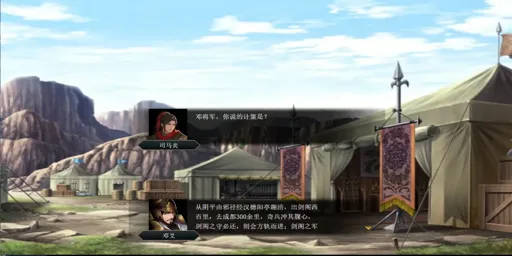 邓将军，你说的计策是？
司马炎
从阴平由邪径经汉德阳亭趣涪，出剑阁西
百里，去成都300余里，奇兵冲其腹心，
剑阁之守必还，则会方轨而进；剑阁之军
邓艾